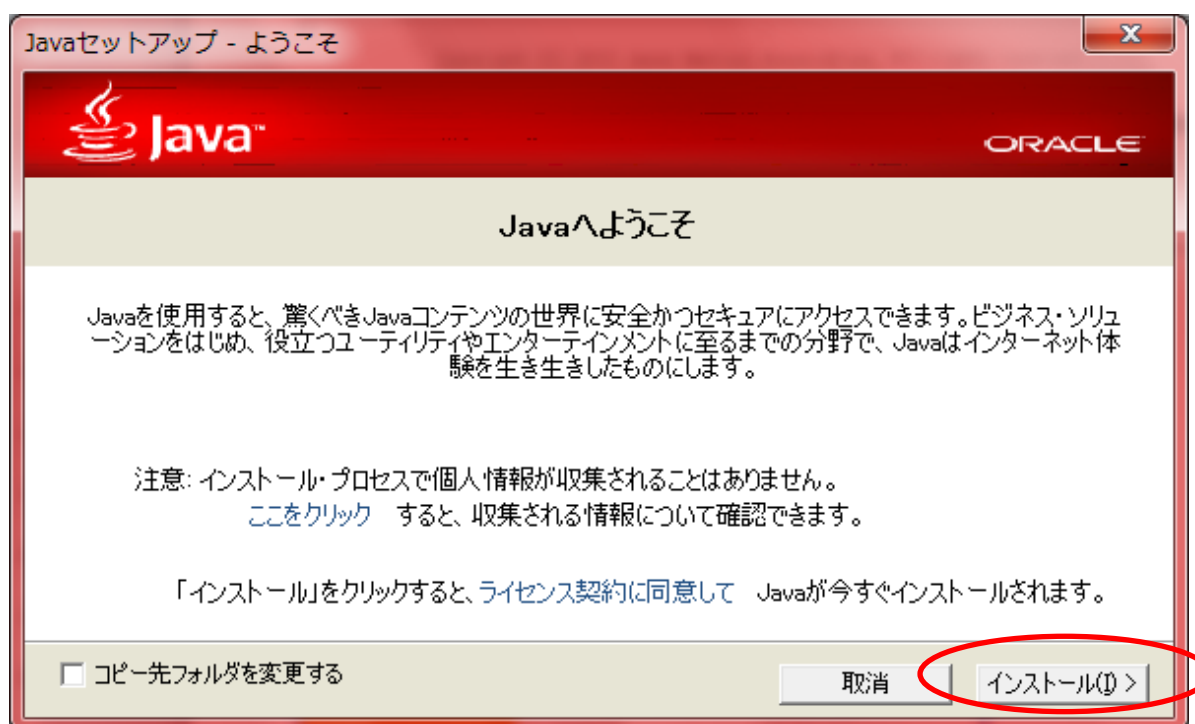 Javaセットアップ - ようこそ
Java™
ORACLE
Javaへようこそ
Javaを使用すると、驚くべきJavaコンテンツの世界に安全かつセキュアにアクセスできます。ビジネス・ソリュ
ーションをはじめ、役立つユーティリティやエンターテインメントに至るまでの分野で、Javaはインターネット体
験を生き生きしたものにします。
注意: インストール・プロセスで個人情報が収集されることはありません。
ここをクリック すると、収集される情報について確認できます。
「インストール」をクリックすると、ライセンス契約に同意して Javaが今すぐインストールされます。
コピー先フォルダを変更する
取消
インストール(I) >